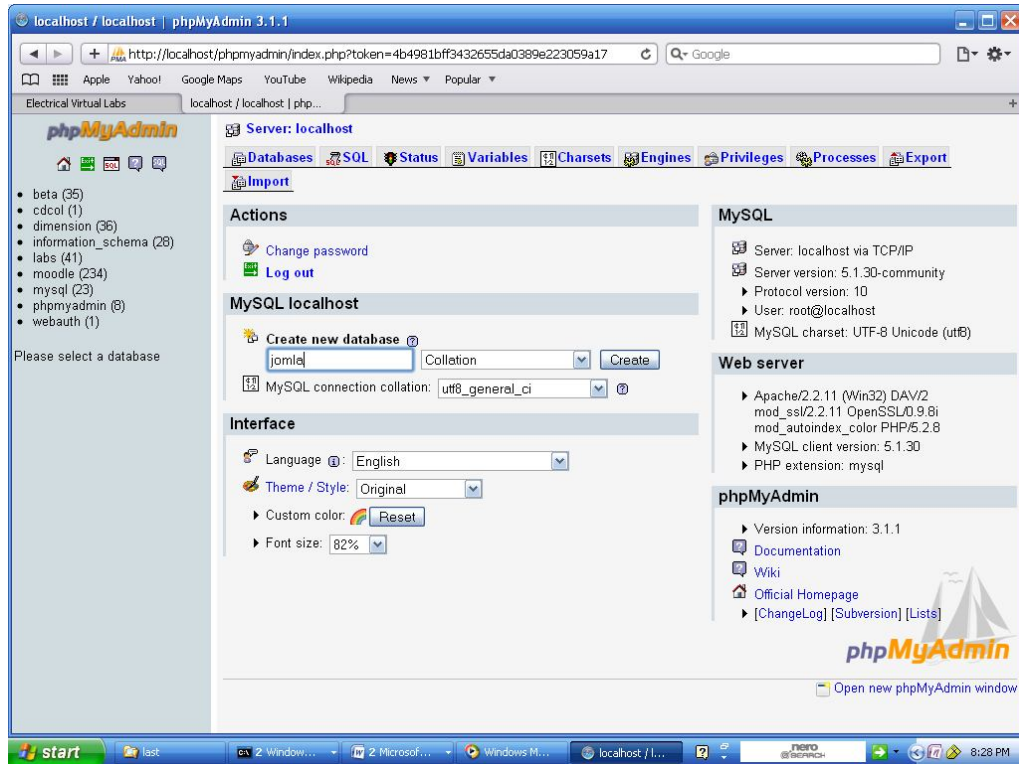 localhost / localhost | phpMyAdmin 3.1.1
http://localhost/phpmyadmin/index.php?token=4b4981bff3432655da0389e223059a17
Google
Apple Yahoo! Google Maps YouTube Wikipedia News Popular
Electrical Virtual Labs
localhost / localhost | php...
phpMyAdmin
beta (35)
cdcol (1)
dimension (36)
information_schema (28)
labs (41)
moodle (234)
mysql (23)
phpmyadmin (8)
webauth (1)
Please select a database
Server: localhost
Databases SQL Status Variables Charsets Engines Privileges Processes Export
Import
Actions
Change password
Log out
MySQL localhost
Create new database
jomla Collation Create
MySQL connection collation: utf8_general_ci
Interface
Language: English
Theme / Style: Original
Custom color: Reset
Font size: 82%
MySQL
Server: localhost via TCP/IP
Server version: 5.1.30-community
Protocol version: 10
User: root@localhost
MySQL charset: UTF-8 Unicode (utf8)
Web server
Apache/2.2.11 (Win32) DAV/2
mod_ssl/2.2.11 OpenSSL/0.9.8i
mod_autoindex_color PHP/5.2.8
MySQL client version: 5.1.30
PHP extension: mysql
phpMyAdmin
Version information: 3.1.1
Documentation
Wiki
Official Homepage
[ChangeLog] [Subversion] [Lists]
phpMyAdmin
Open new phpMyAdmin window
start last 2 Window... 2 Microsof... Windows M... localhost / l... nero SEARCH 8:28 PM